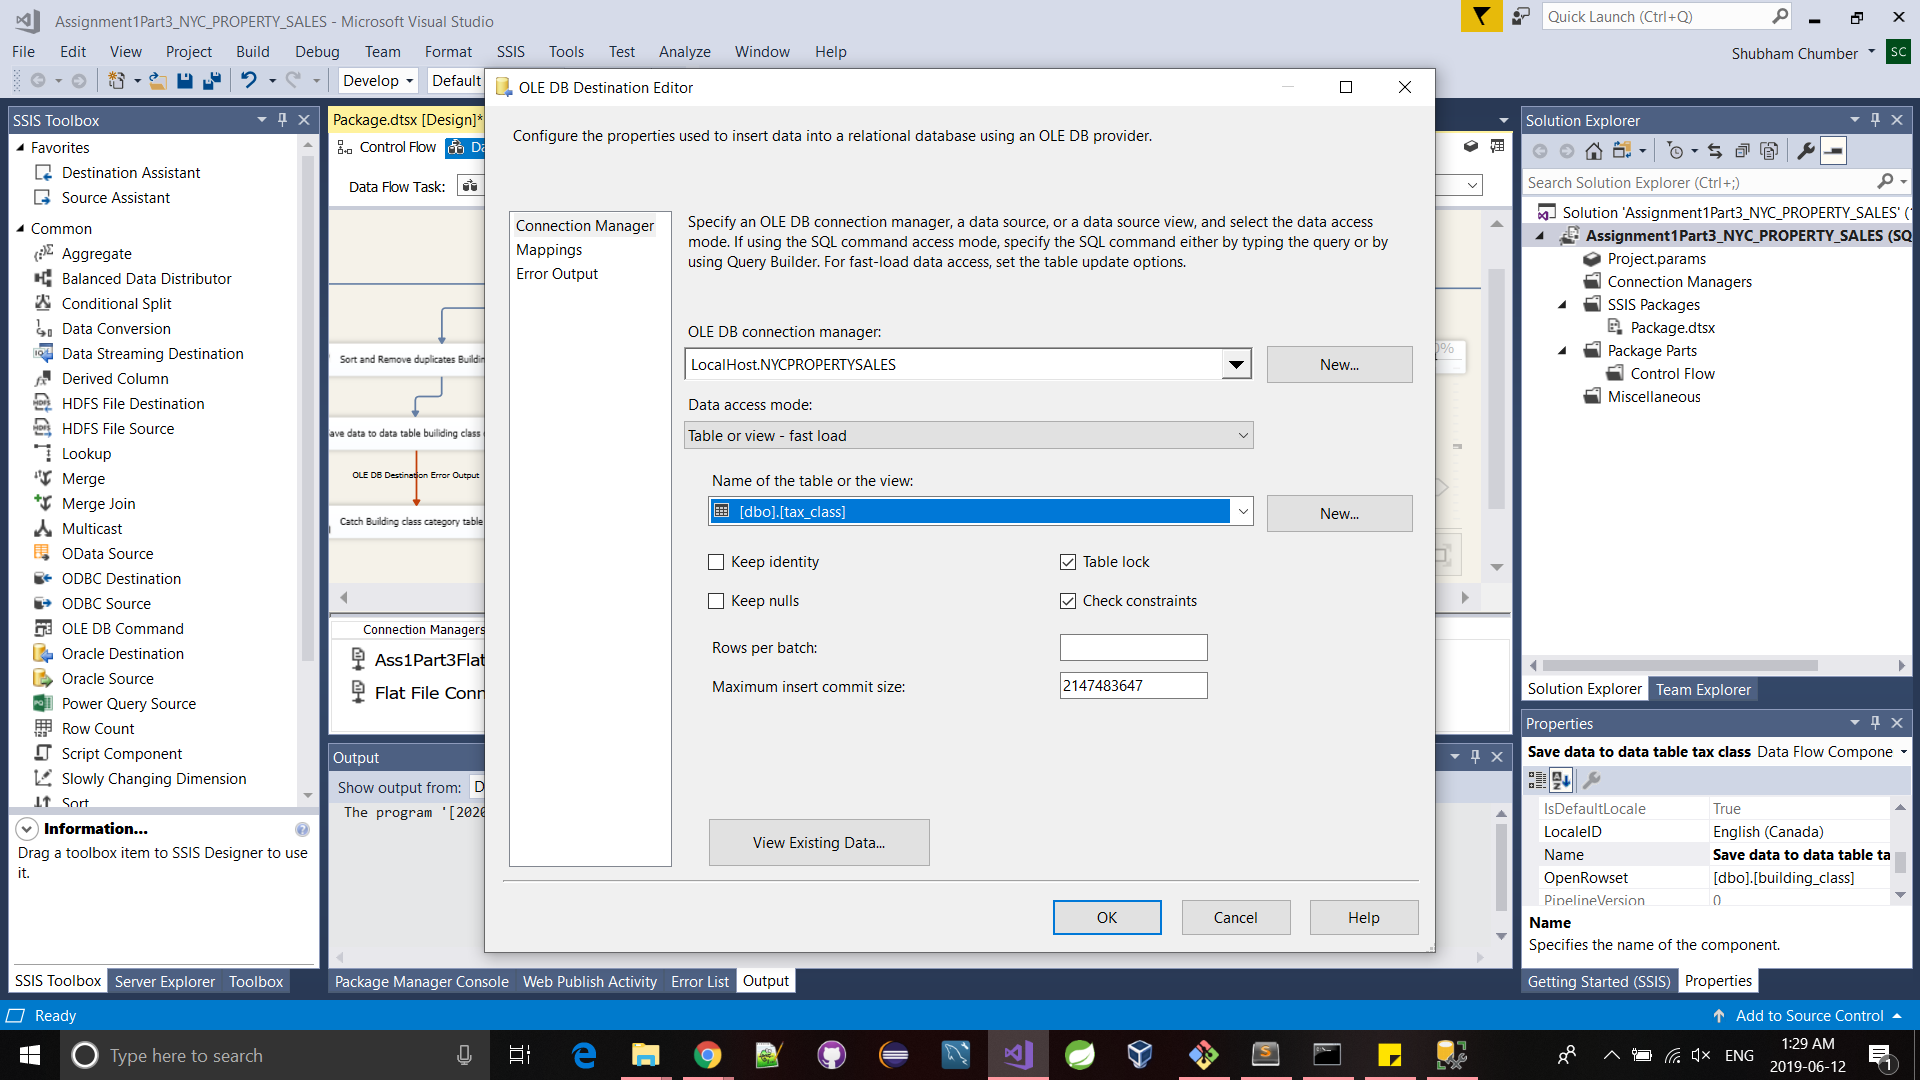 Assignment1Part3_NYC_PROPERTY_SALES - Microsoft Visual Studio
Quick Launch (Ctrl+Q)
File Edit View Project Build Debug Team Format SSIS Tools Test Analyze Window Help
Shubham Chumber SC
Develop Default
SSIS Toolbox
Favorites
Destination Assistant
Source Assistant
Common
Aggregate
Balanced Data Distributor
Conditional Split
Data Conversion
Data Streaming Destination
Derived Column
HDFS File Destination
HDFS File Source
Lookup
Merge
Merge Join
Multicast
OData Source
ODBC Destination
ODBC Source
OLE DB Command
Oracle Destination
Oracle Source
Power Query Source
Row Count
Script Component
Slowly Changing Dimension
Sort
Information...
Drag a toolbox item to SSIS Designer to use
it.
SSIS Toolbox Server Explorer Toolbox
Package.dtsx [Design]*
Control Flow Da
Data Flow Task:
Sort and Remove duplicates Buildin
ave data to data table building class
OLE DB Destination Error Output
Catch Building class category table
Connection Managers
Ass1Part3Flat
Flat File Conn
Output
Show output from: D
The program '[2020
Package Manager Console Web Publish Activity Error List Output
OLE DB Destination Editor
Configure the properties used to insert data into a relational database using an OLE DB provider.
Connection Manager
Mappings
Error Output
Specify an OLE DB connection manager, a data source, or a data source view, and select the data access
mode. If using the SQL command access mode, specify the SQL command either by typing the query or by
using Query Builder. For fast-load data access, set the table update options.
OLE DB connection manager:
LocalHost.NYCPROPERTYSALES
New...
Data access mode:
Table or view - fast load
Name of the table or the view:
[dbo].[tax_class]
New...
Keep identity
Table lock
Keep nulls
Check constraints
Rows per batch:
Maximum insert commit size:
2147483647
View Existing Data...
OK Cancel Help
Solution Explorer
Search Solution Explorer (Ctrl+;)
Solution 'Assignment1Part3_NYC_PROPERTY_SALES' (
Assignment1Part3_NYC_PROPERTY_SALES (SQ
Project.params
Connection Managers
SSIS Packages
Package.dtsx
Package Parts
Control Flow
Miscellaneous
Solution Explorer Team Explorer
Properties
Save data to data table tax class Data Flow Compone
IsDefaultLocale True
LocaleID English (Canada)
Name Save data to data table ta
OpenRowset [dbo].[building_class]
PipelineVersion 0
Name
Specifies the name of the component.
Getting Started (SSIS) Properties
Ready
Add to Source Control
Type here to search
ENG
1:29 AM
2019-06-12
1